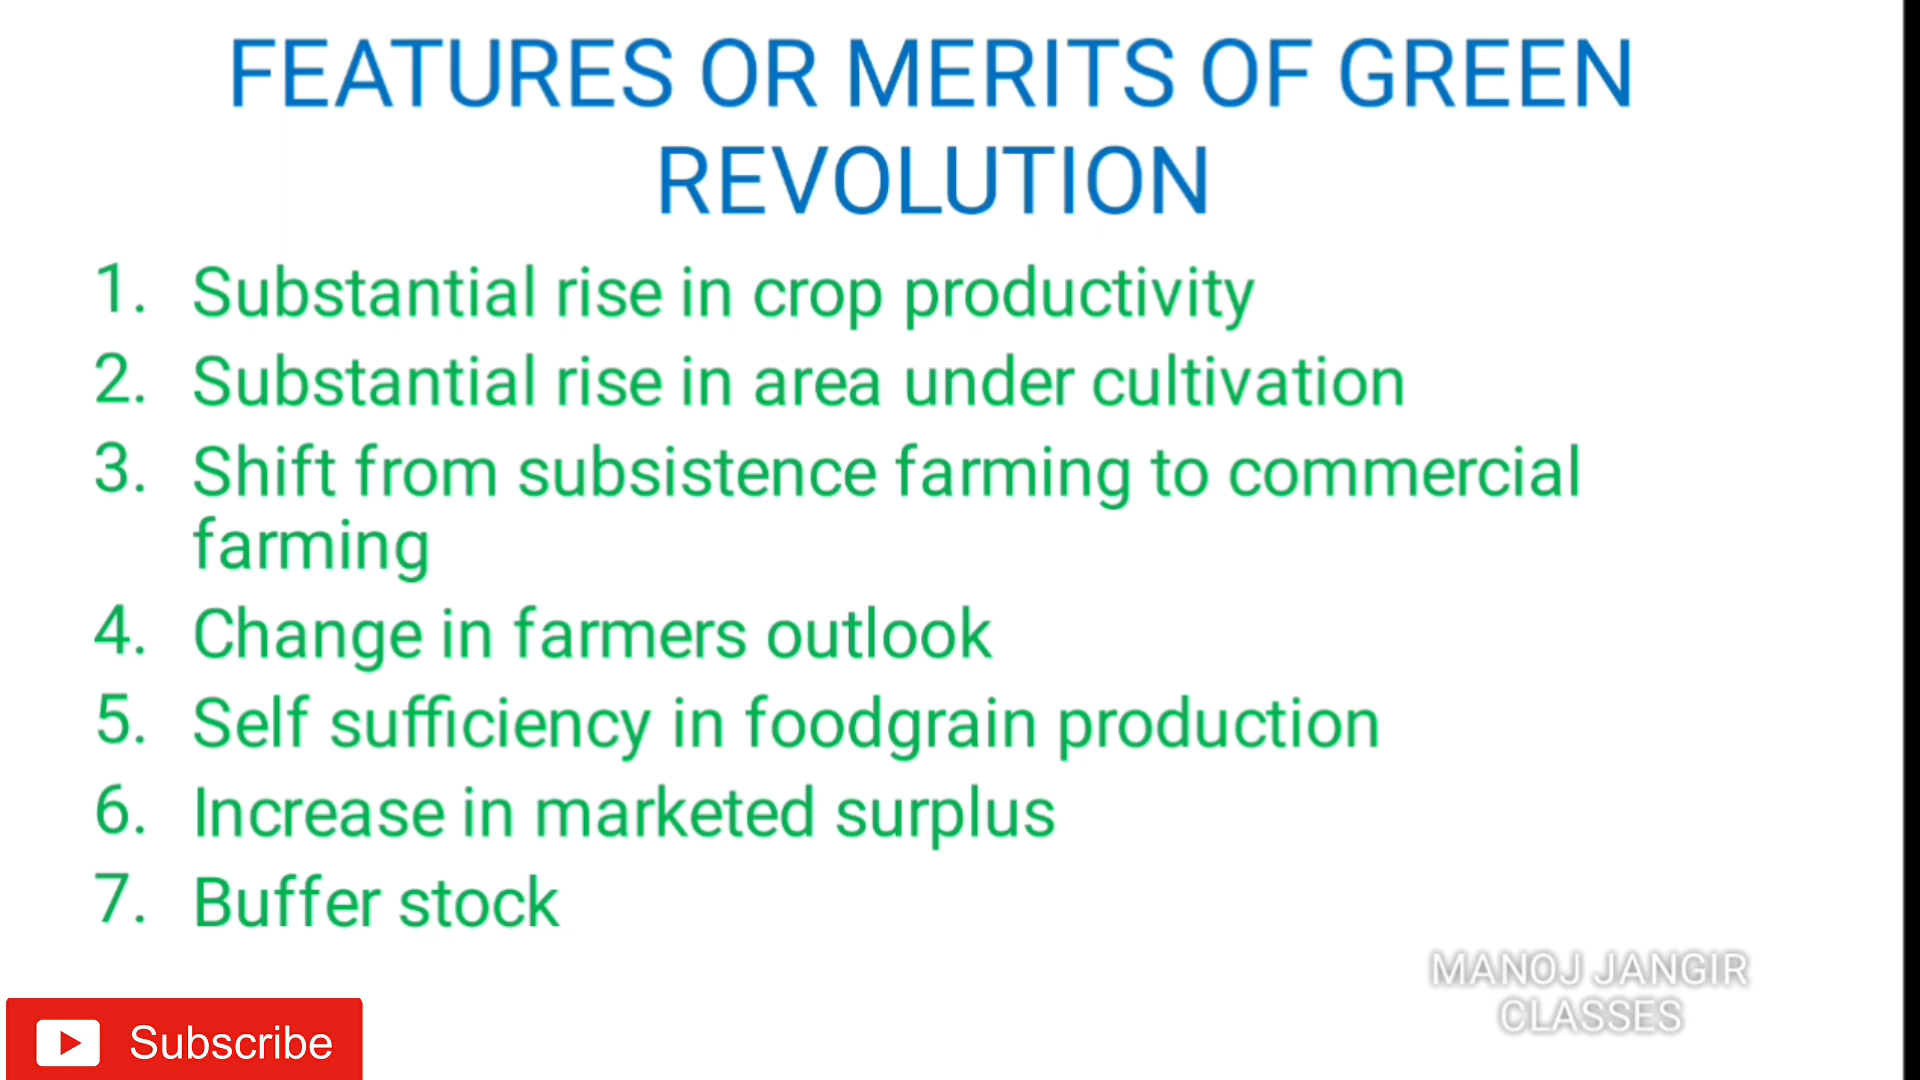 FEATURES OR MERITS OF GREEN
REVOLUTION
1. Substantial rise in crop productivity
2. Substantial rise in area under cultivation
3. Shift from subsistence farming to commercial
farming
4. Change in farmers outlook
5. Self sufficiency in foodgrain production
6. Increase in marketed surplus
7. Buffer stock
MANOJ JANGIR
CLASSES
Subscribe